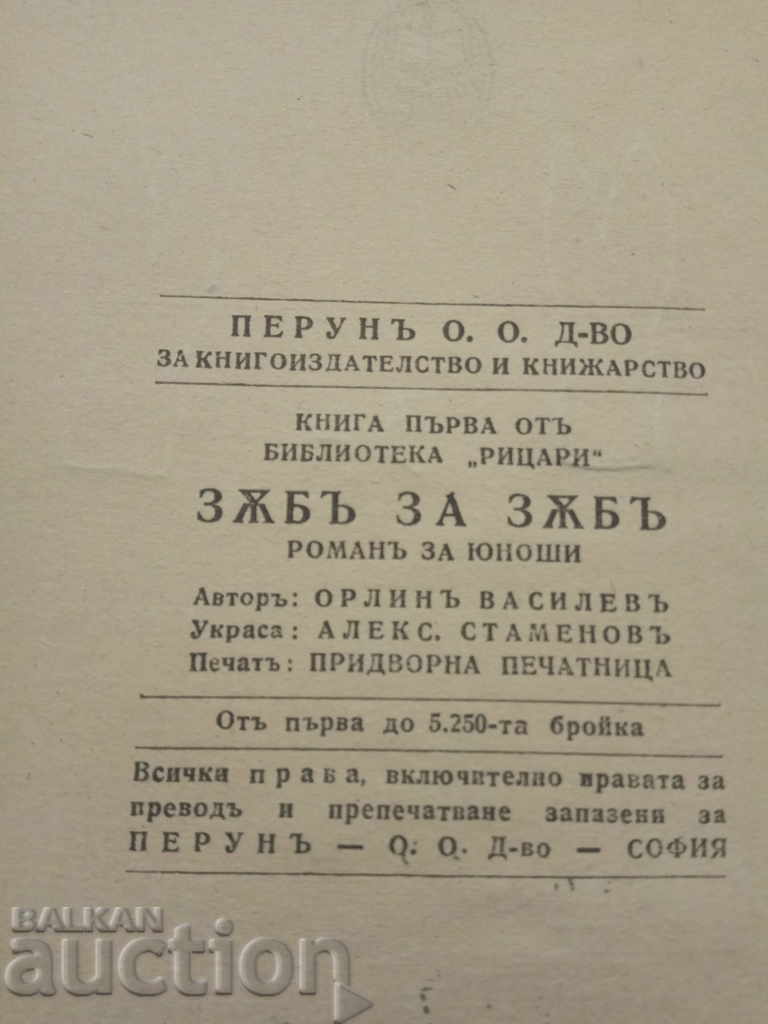 ПЕРУНЪ О. О. Д-ВО
ЗА КНИГОИЗДАТЕЛСТВО И КНИЖАРСТВО
КНИГА ПЪРВА ОТЪ
БИБЛИОТЕКА „РИЦАРИ“
ЗѪБЪ ЗА ЗѪБЪ
РОМАНЪ ЗА ЮНОШИ
Авторъ: ОРЛИНЪ ВАСИЛЕВЪ
Украса: АЛЕКС. СТАМЕНОВЪ
Печатъ: ПРИДВОРНА ПЕЧАТНИЦА
Отъ първа до 5.250-та бройка
Всички права, включително правата за
преводъ и препечатване запазени за
ПЕРУНЪ — О. О. Д-во — СОФИЯ
BALKAN
auction